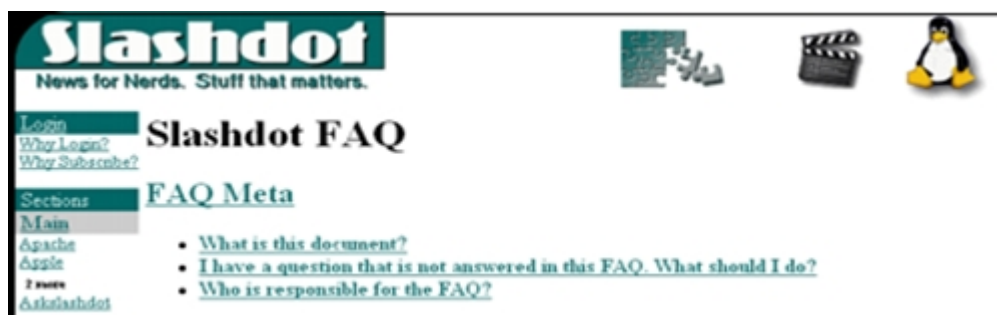 Slashdot
News for Nerds. Stuff that matters.
Login
Why Login?
Why Subscribe?
Sections
Main
Apache
Apple
2 more
Askslashdot
Slashdot FAQ
FAQ Meta
What is this document?
I have a question that is not answered in this FAQ. What should I do?
Who is responsible for the FAQ?